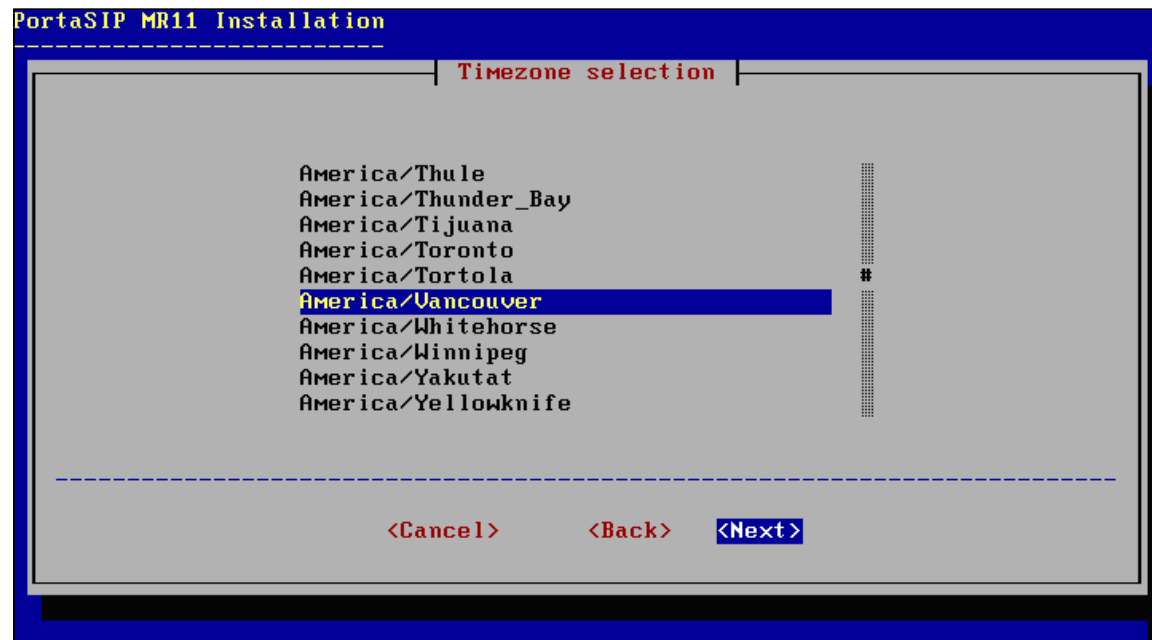 PortaSIP MR11 Installation
Timezone selection
America/Thule
America/Thunder_Bay
America/Tijuana
America/Toronto
America/Tortola
#
America/Vancouver
America/Whitehorse
America/Winnipeg
America/Yakutat
America/Yellowknife
<Cancel> <Back> <Next>